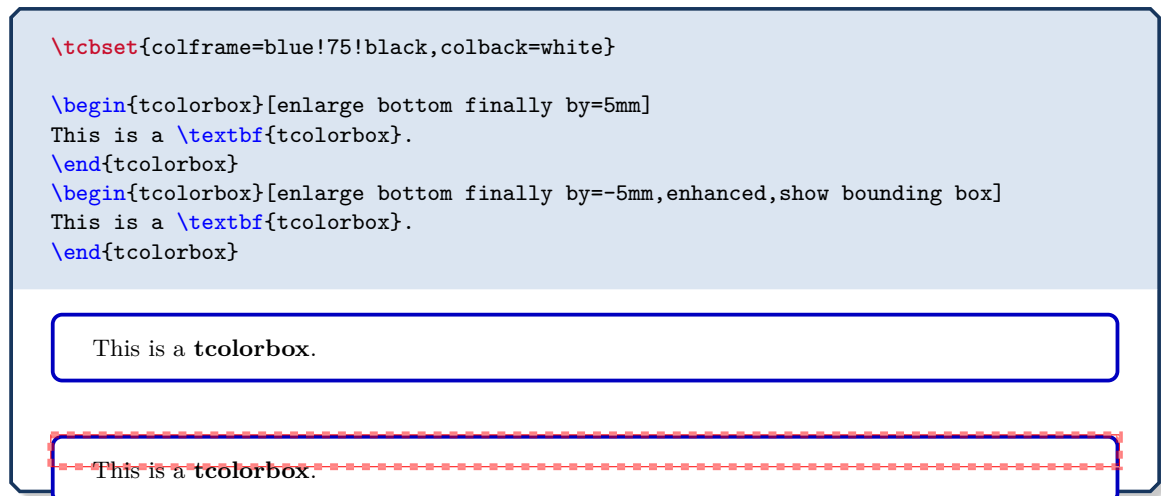 \tcbset{colframe=blue!75!black,colback=white}
\begin{tcolorbox}[enlarge bottom finally by=5mm]
This is a \textbf{tcolorbox}.
\end{tcolorbox}
\begin{tcolorbox}[enlarge bottom finally by=-5mm,enhanced,show bounding box]
This is a \textbf{tcolorbox}.
\end{tcolorbox}
This is a tcolorbox.
This is a tcolorbox.